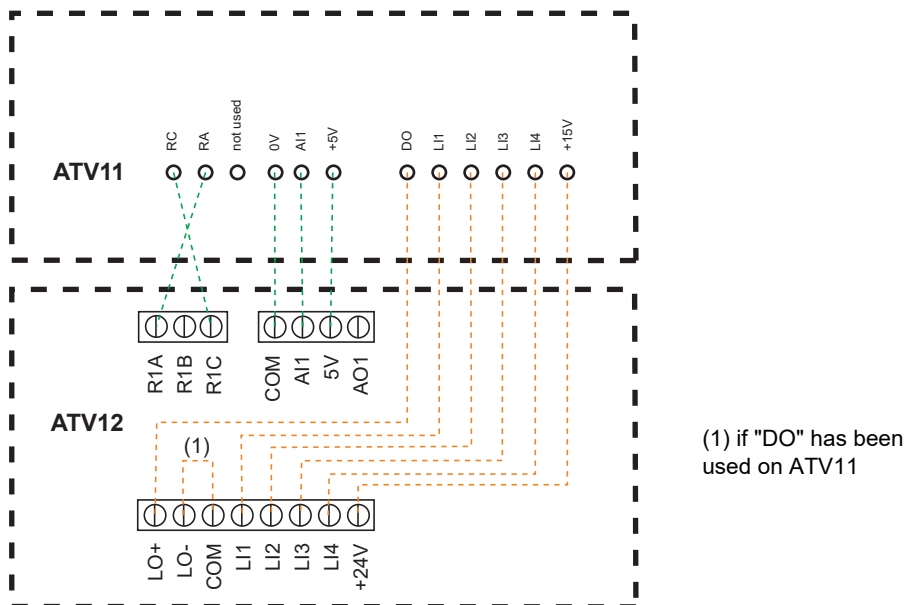 RC
RA
not used
0V
AI1
+5V
DO
LI1
LI2
LI3
LI4
+15V
ATV11
R1A
R1B
R1C
COM
AI1
5V
AO1
ATV12
(1)
(1) if "DO" has been
used on ATV11
LO+
LO-
COM
LI1
LI2
LI3
LI4
+24V